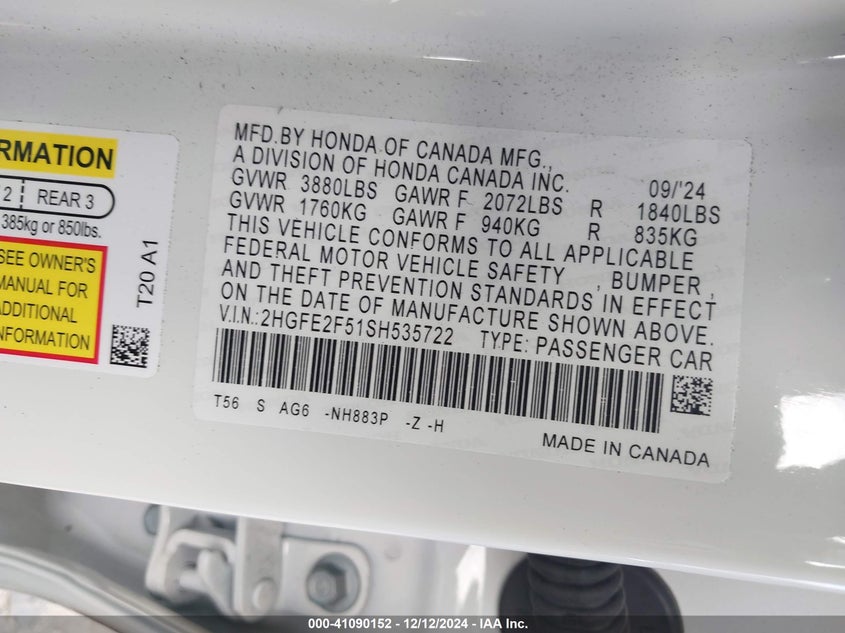 RMATION
2 REAR 3
385kg or 850lbs.
SEE OWNER'S
MANUAL FOR
ADDITIONAL
INFORMATION
T20 A1
MFD.BY HONDA OF CANADA MFG.,
A DIVISION OF HONDA CANADA INC. 09/'24
GVWR 3880LBS GAWR F 2072LBS R 1840LBS
GVWR 1760KG GAWR F 940KG R 835KG
THIS VEHICLE CONFORMS TO ALL APPLICABLE
FEDERAL MOTOR VEHICLE SAFETY , BUMPER ,
AND THEFT PREVENTION STANDARDS IN EFFECT
ON THE DATE OF MANUFACTURE SHOWN ABOVE.
V.I.N.:2HGFE2F51SH535722 TYPE: PASSENGER CAR
T56 S AG6 -NH883P -Z -H
MADE IN CANADA
000-41090152 - 12/12/2024 - IAA Inc.